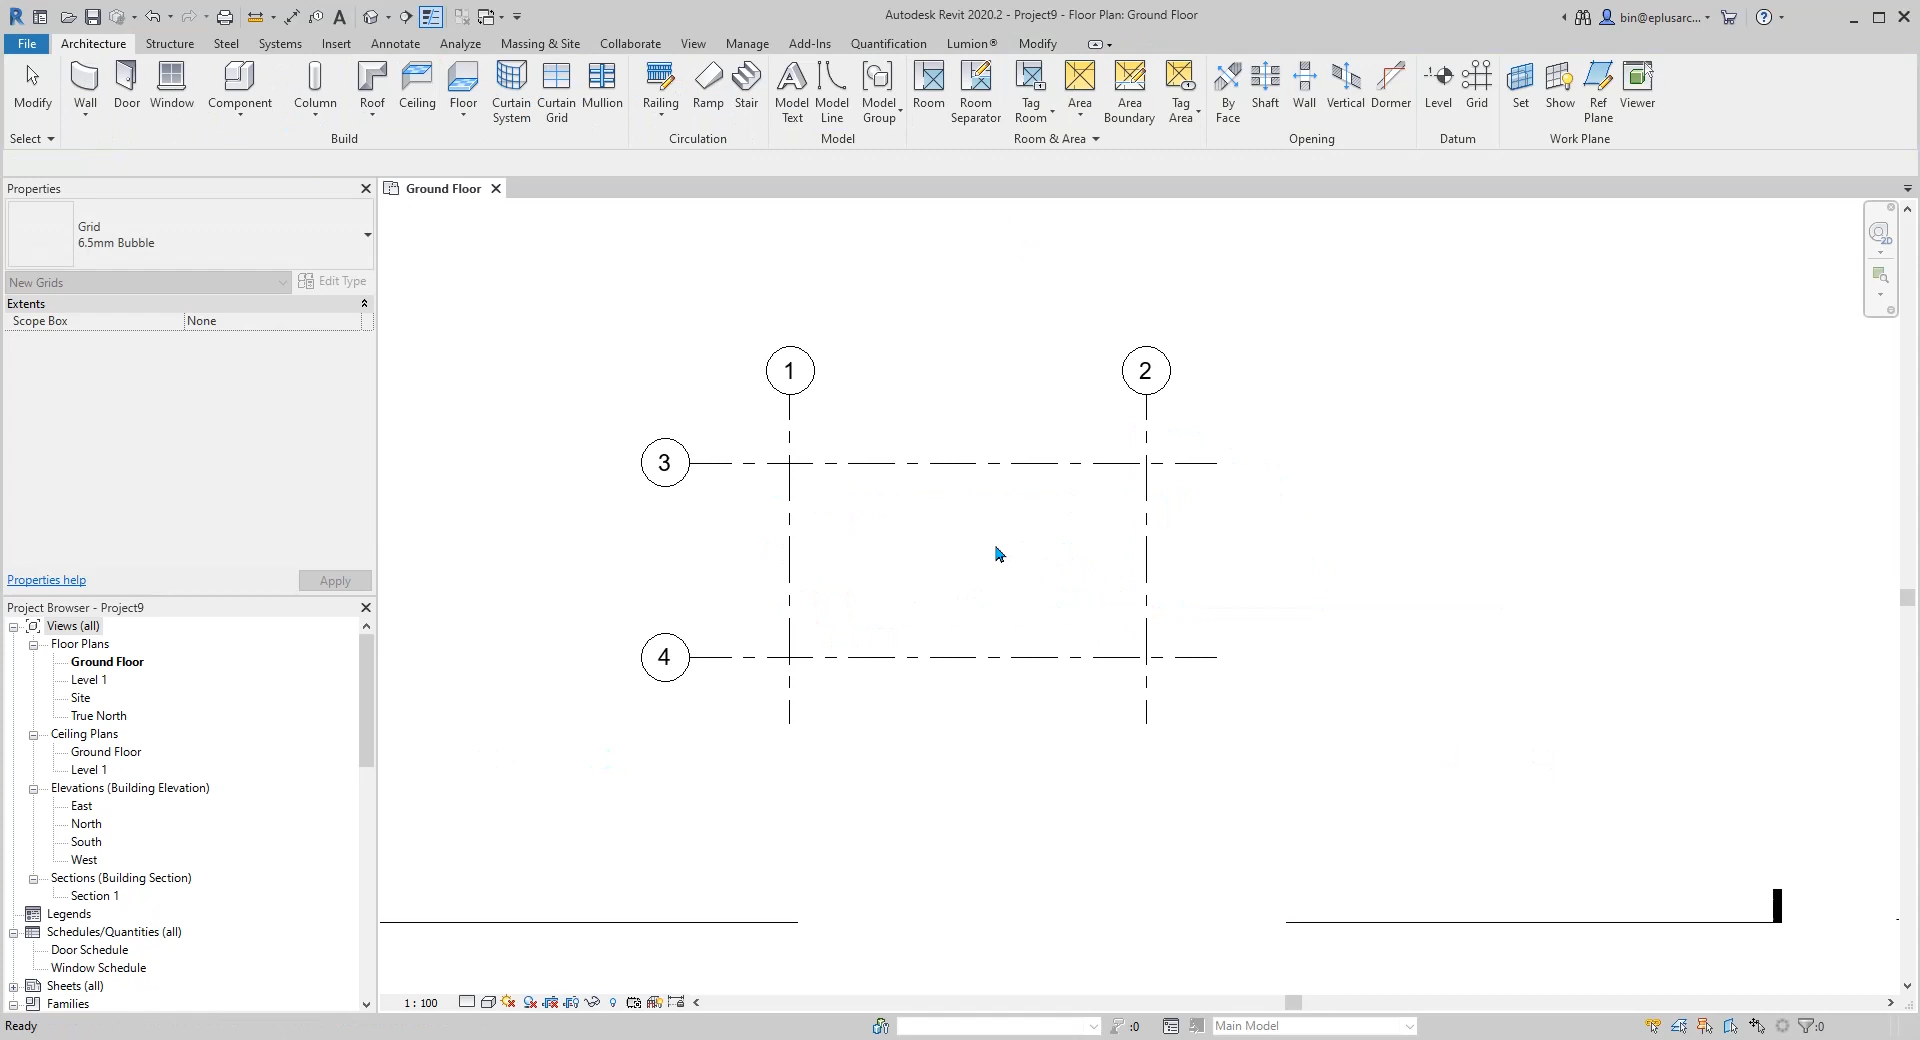 Autodesk Revit 2020.2 - Project9 - Floor Plan: Ground Floor
bin@eplusarc...
File Architecture Structure Steel Systems Insert Annotate Analyze Massing & Site Collaborate View Manage Add-Ins Quantification Lumion® Modify
Modify Wall Door Window Component Column Roof Ceiling Floor Curtain System Curtain Grid Mullion Railing Ramp Stair Model Text Model Line Model Group Room Room Separator Tag Room Area Area Boundary Tag Area By Face Shaft Wall Vertical Dormer Level Grid Set Show Ref Plane Viewer
Select Build Circulation Model Room & Area Opening Datum Work Plane
Properties
Ground Floor
Grid
6.5mm Bubble
New Grids
Edit Type
Extents
Scope Box None
1 2
3
4
Properties help
Apply
Project Browser - Project9
Views (all)
Floor Plans
Ground Floor
Level 1
Site
True North
Ceiling Plans
Ground Floor
Level 1
Elevations (Building Elevation)
East
North
South
West
Sections (Building Section)
Section 1
Legends
Schedules/Quantities (all)
Door Schedule
Window Schedule
Sheets (all)
Families
1 : 100
Ready
:0
Main Model
:0